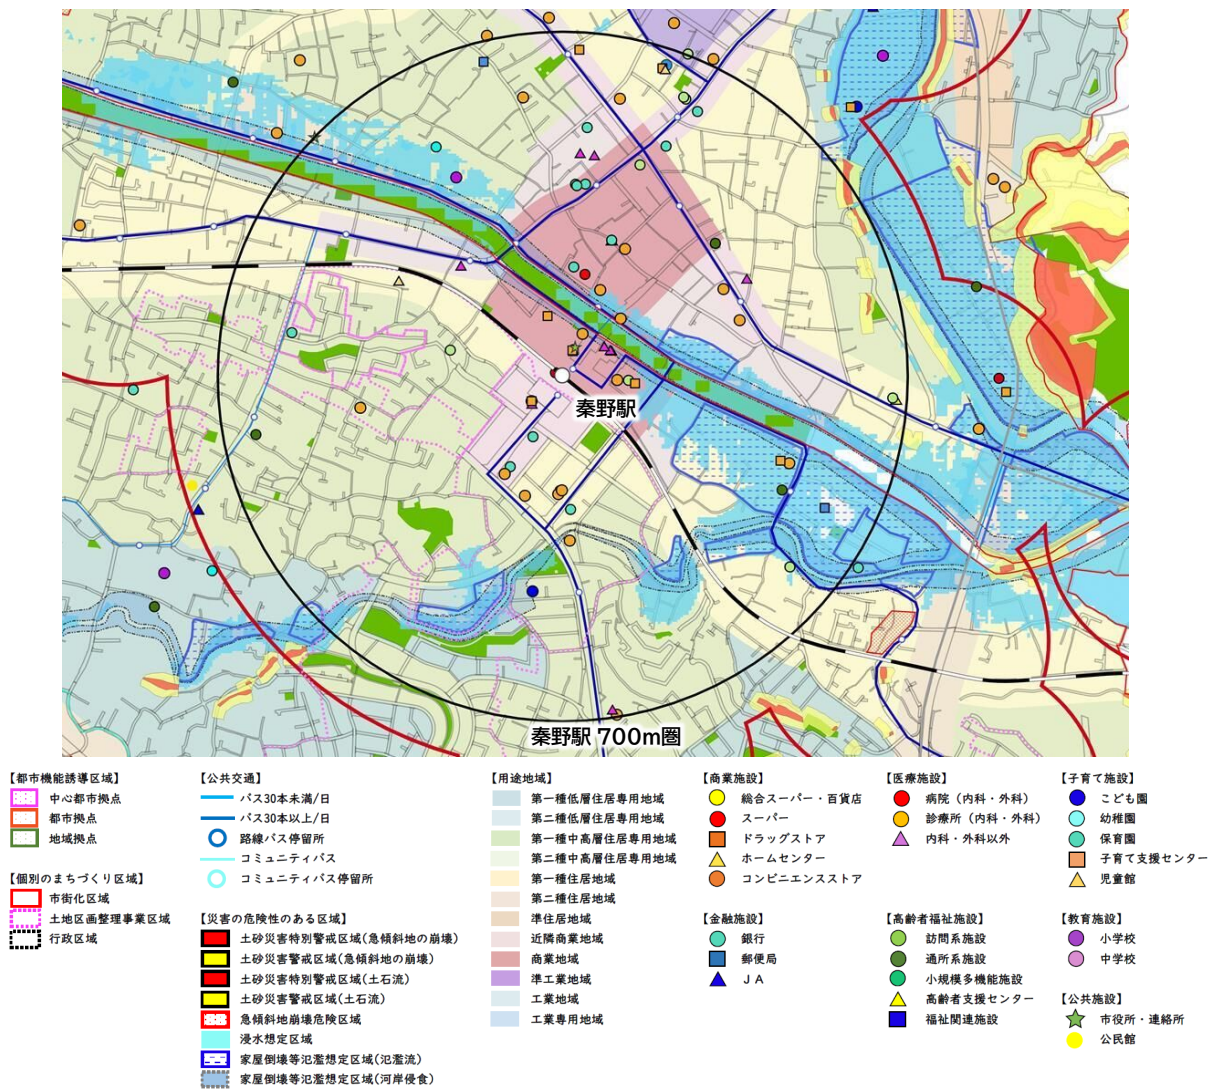 秦野駅
秦野駅 700m圏
【都市機能誘導区域】
中心都市拠点
都市拠点
地域拠点
【個別のまちづくり区域】
市街化区域
土地区画整理事業区域
行政区域
【公共交通】
バス30本未満/日
バス30本以上/日
路線バス停留所
コミュニティバス
コミュニティバス停留所
【災害の危険性のある区域】
土砂災害特別警戒区域(急傾斜地の崩壊)
土砂災害警戒区域(急傾斜地の崩壊)
土砂災害特別警戒区域(土石流)
土砂災害警戒区域(土石流)
急傾斜地崩壊危険区域
浸水想定区域
家屋倒壊等氾濫想定区域(氾濫流)
家屋倒壊等氾濫想定区域(河岸侵食)
【用途地域】
第一種低層住居専用地域
第二種低層住居専用地域
第一種中高層住居専用地域
第二種中高層住居専用地域
第一種住居地域
第二種住居地域
準住居地域
近隣商業地域
商業地域
準工業地域
工業地域
工業専用地域
【商業施設】
総合スーパー・百貨店
スーパー
ドラッグストア
ホームセンター
コンビニエンスストア
【金融施設】
銀行
郵便局
JA
【医療施設】
病院（内科・外科）
診療所（内科・外科）
内科・外科以外
【高齢者福祉施設】
訪問系施設
通所系施設
小規模多機能施設
高齢者支援センター
福祉関連施設
【子育て施設】
こども園
幼稚園
保育園
子育て支援センター
児童館
【教育施設】
小学校
中学校
【公共施設】
市役所・連絡所
公民館